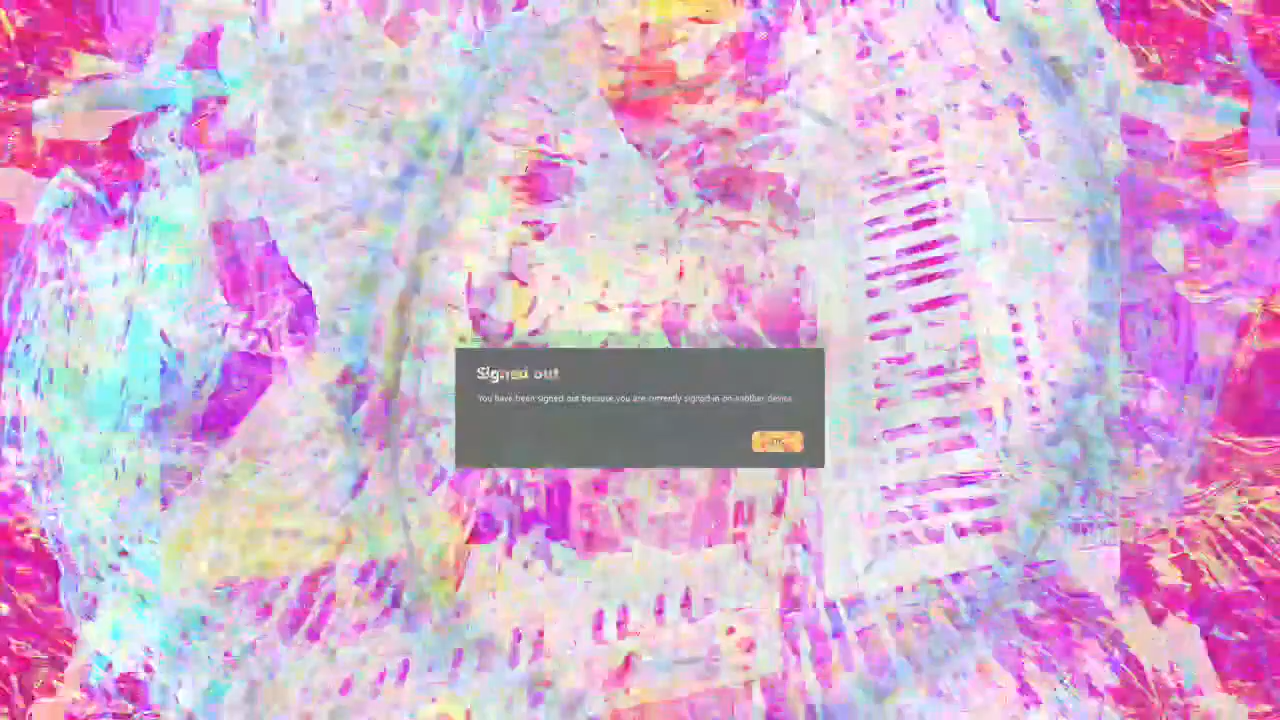 Signed out
You have been signed out because you are currently signed-in on another device.